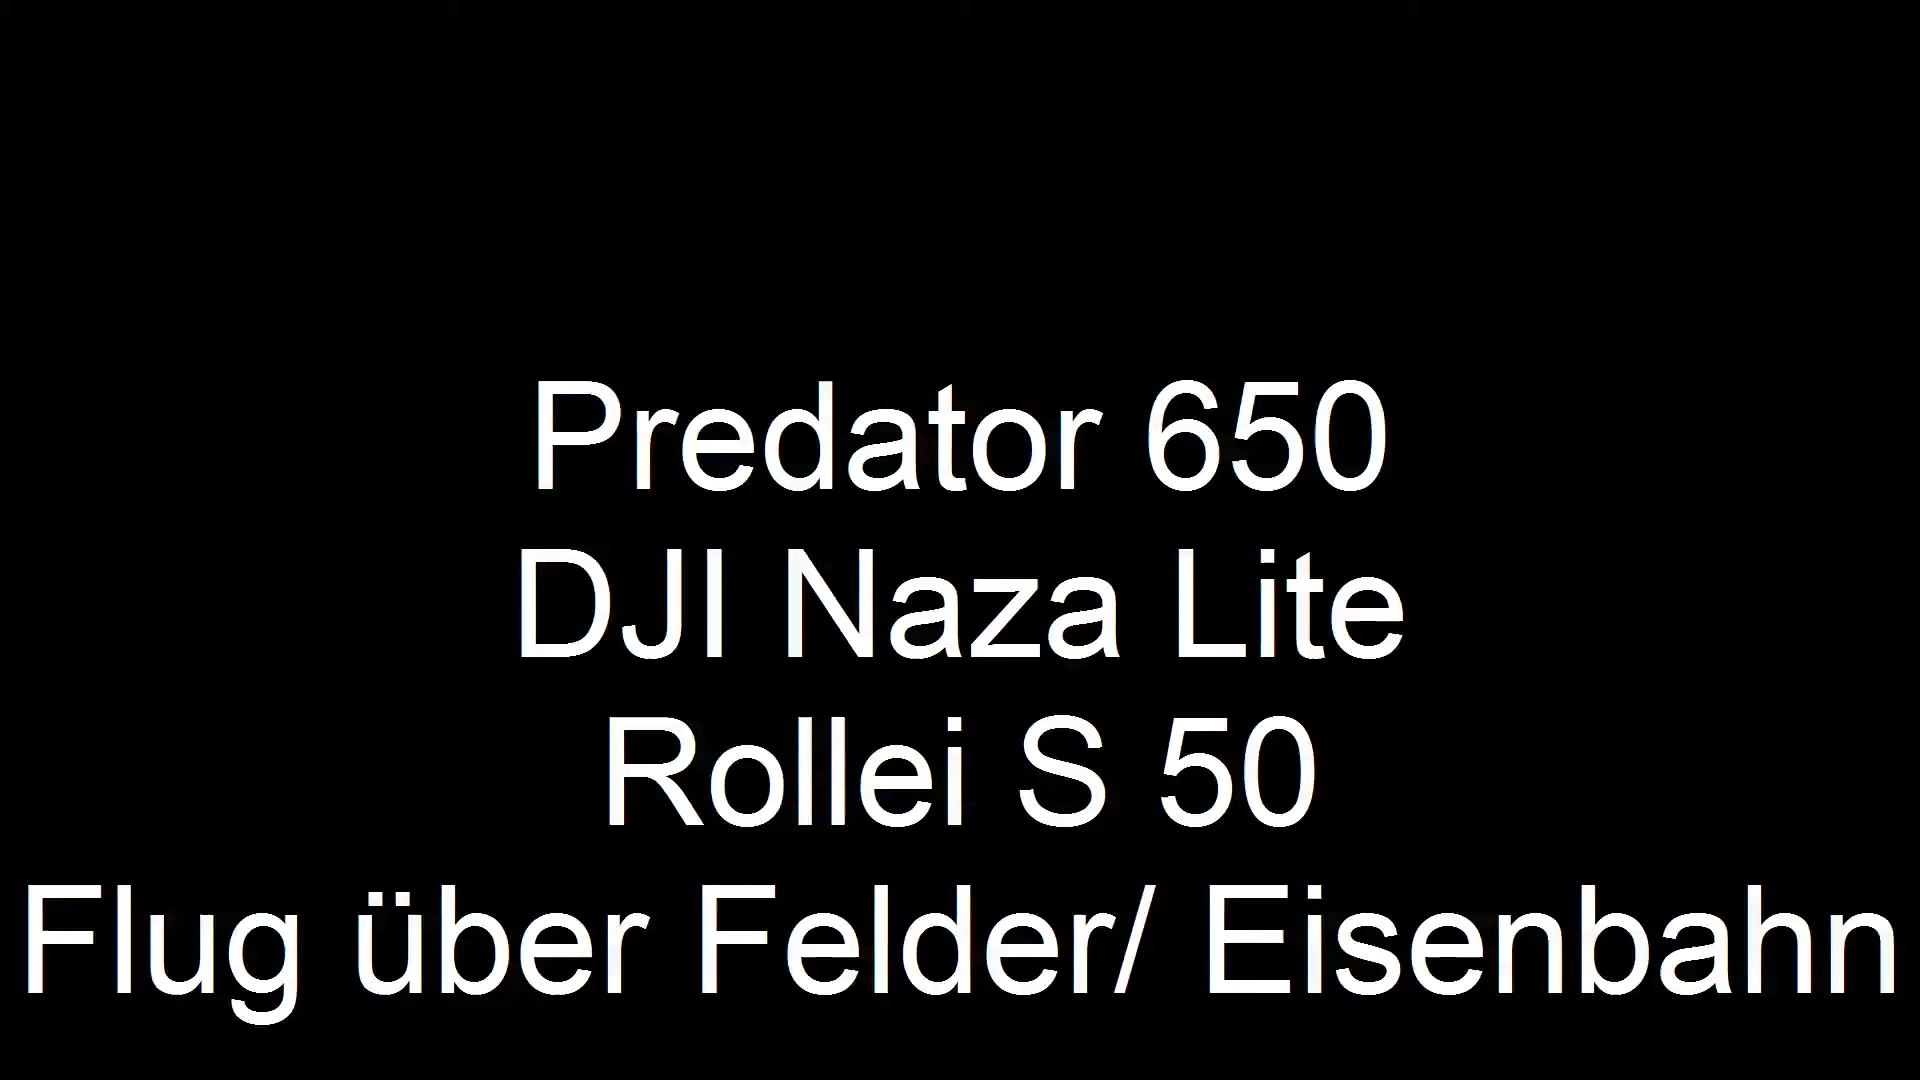 Predator 650
DJI Naza Lite
Rollei S 50
Flug über Felder/ Eisenbahn